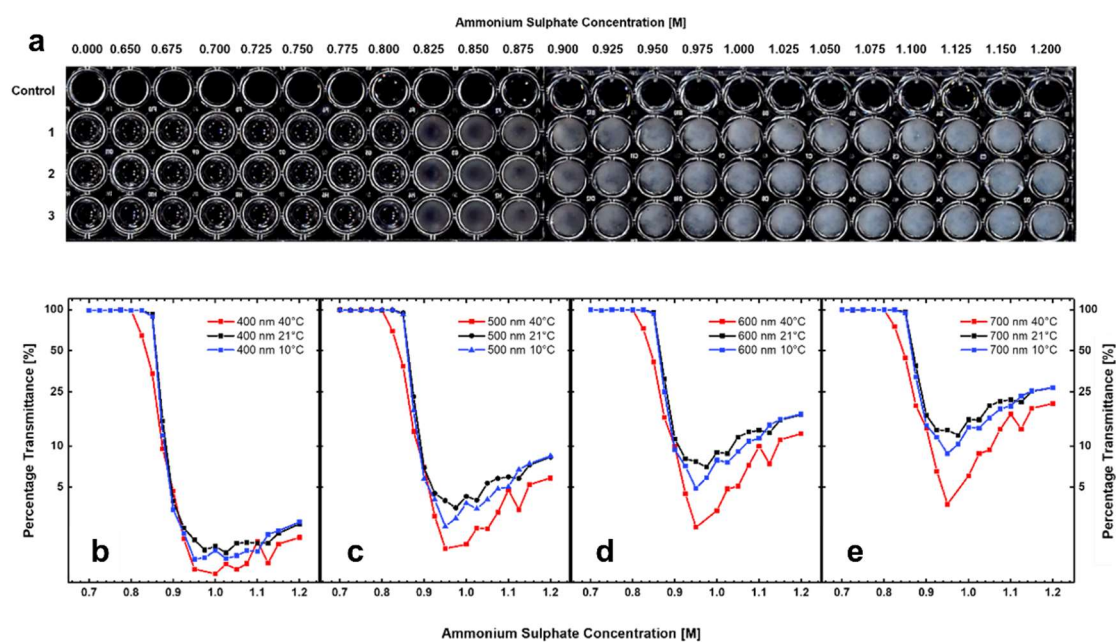 Ammonium Sulphate Concentration [M]
a
0.000 0.650 0.675 0.700 0.725 0.750 0.775 0.800 0.825 0.850 0.875 0.900 0.925 0.950 0.975 1.000 1.025 1.050 1.075 1.100 1.125 1.150 1.200
Control
1
2
3
Percentage Transmittance [%]
100
50
25
10
5
400 nm 40°C
400 nm 21°C
400 nm 10°C
b
500 nm 40°C
500 nm 21°C
500 nm 10°C
c
600 nm 40°C
600 nm 21°C
600 nm 10°C
d
700 nm 40°C
700 nm 21°C
700 nm 10°C
e
100
50
25
10
5
Percentage Transmittance [%]
0.7 0.8 0.9 1.0 1.1 1.2 0.7 0.8 0.9 1.0 1.1 1.2 0.7 0.8 0.9 1.0 1.1 1.2 0.7 0.8 0.9 1.0 1.1 1.2
Ammonium Sulphate Concentration [M]